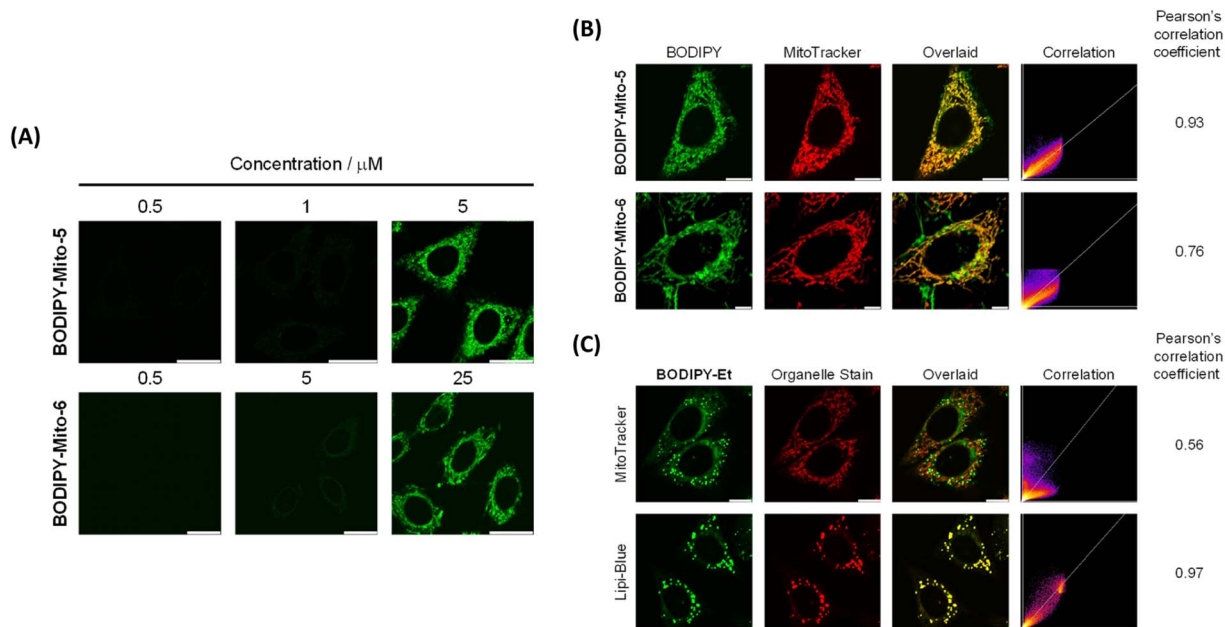 (A)
Concentration / μM
0.5 1 5
BODIPY-Mito-5
0.5 5 25
BODIPY-Mito-6
(B)
Pearson's
correlation
coefficient
BODIPY MitoTracker Overlaid Correlation
BODIPY-Mito-5
0.93
BODIPY-Mito-6
0.76
(C)
Pearson's
correlation
coefficient
BODIPY-Et Organelle Stain Overlaid Correlation
MitoTracker
0.56
Lipi-Blue
0.97